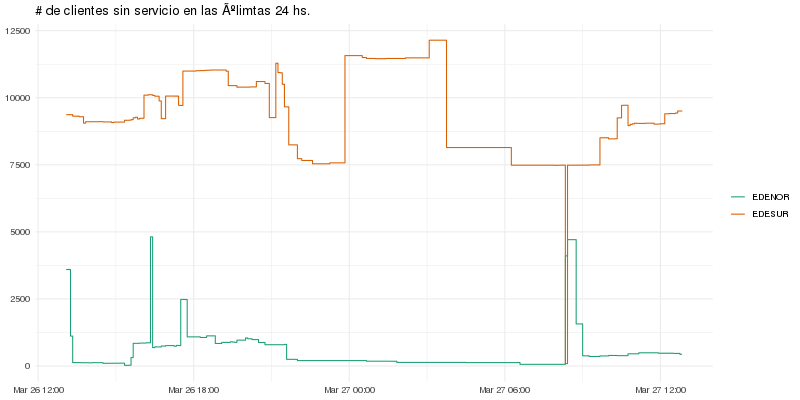 # de clientes sin servicio en las Ãºlimtas 24 hs.
12500
10000
7500
5000
2500
0
Mar 26 12:00
Mar 26 18:00
Mar 27 00:00
Mar 27 06:00
Mar 27 12:00
EDENOR
EDESUR